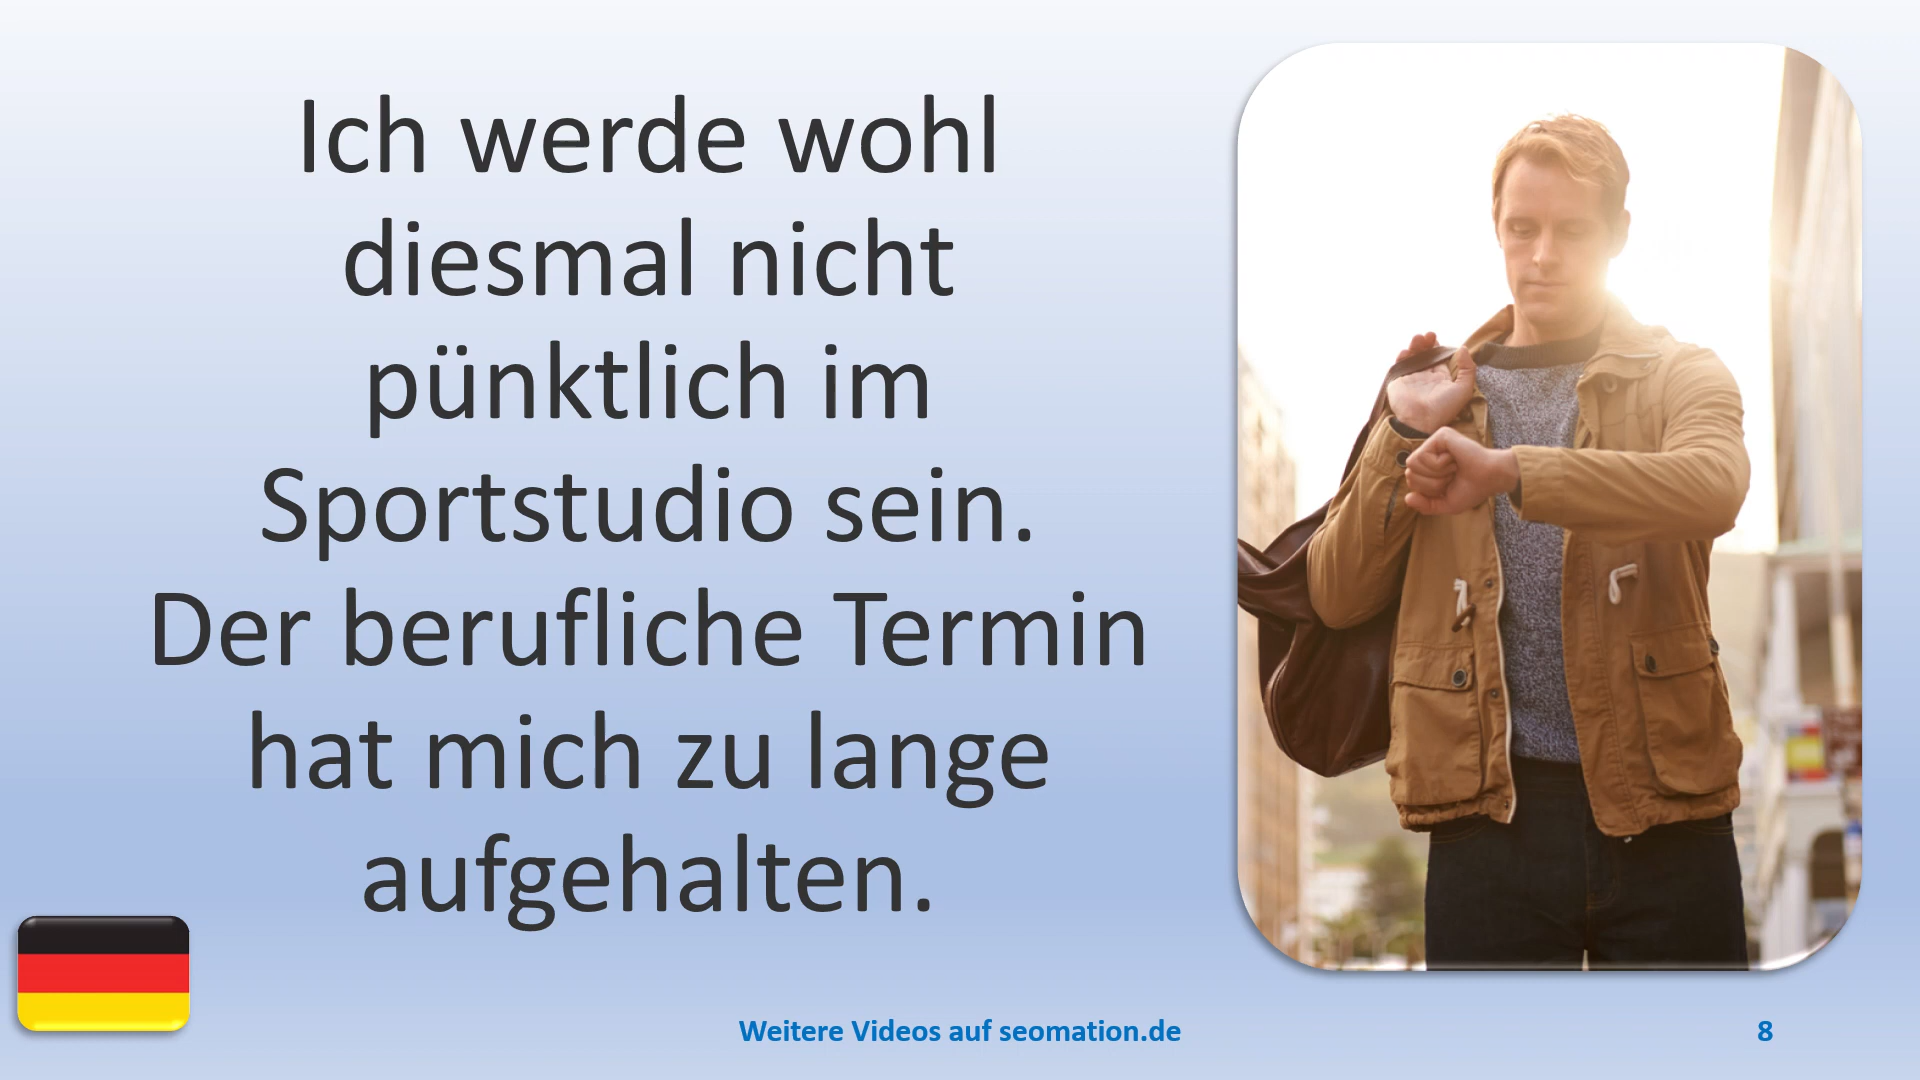 Ich werde wohl
diesmal nicht
pünktlich im
Sportstudio sein.
Der berufliche Termin
hat mich zu lange
aufgehalten.
Weitere Videos auf seomation.de
8